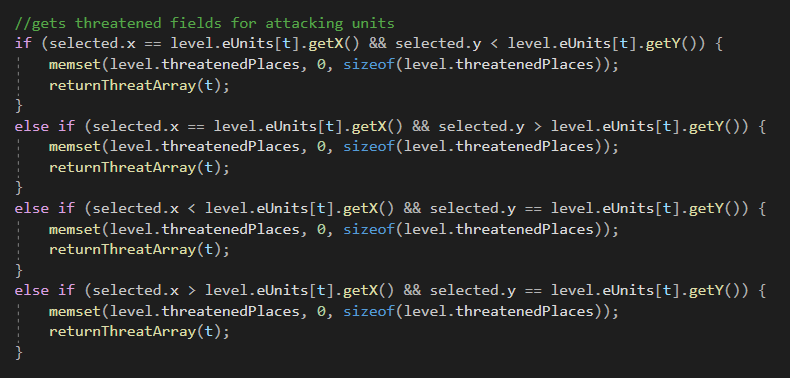 //gets threatened fields for attacking units
if (selected.x == level.eUnits[t].getX() && selected.y < level.eUnits[t].getY()) {
    memset(level.threatenedPlaces, 0, sizeof(level.threatenedPlaces));
    returnThreatArray(t);
}
else if (selected.x == level.eUnits[t].getX() && selected.y > level.eUnits[t].getY()) {
    memset(level.threatenedPlaces, 0, sizeof(level.threatenedPlaces));
    returnThreatArray(t);
}
else if (selected.x < level.eUnits[t].getX() && selected.y == level.eUnits[t].getY()) {
    memset(level.threatenedPlaces, 0, sizeof(level.threatenedPlaces));
    returnThreatArray(t);
}
else if (selected.x > level.eUnits[t].getX() && selected.y == level.eUnits[t].getY()) {
    memset(level.threatenedPlaces, 0, sizeof(level.threatenedPlaces));
    returnThreatArray(t);
}